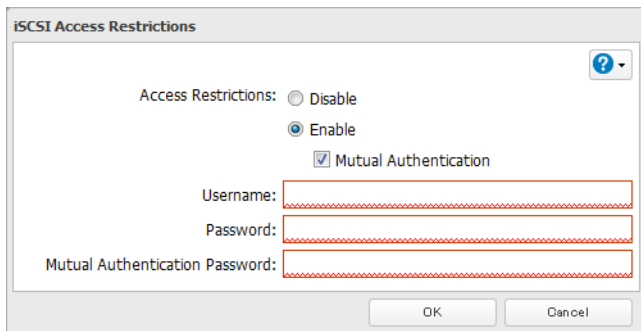 iSCSI Access Restrictions
?
Access Restrictions: Disable
Enable
Mutual Authentication
Username:
Password:
Mutual Authentication Password:
OK Cancel